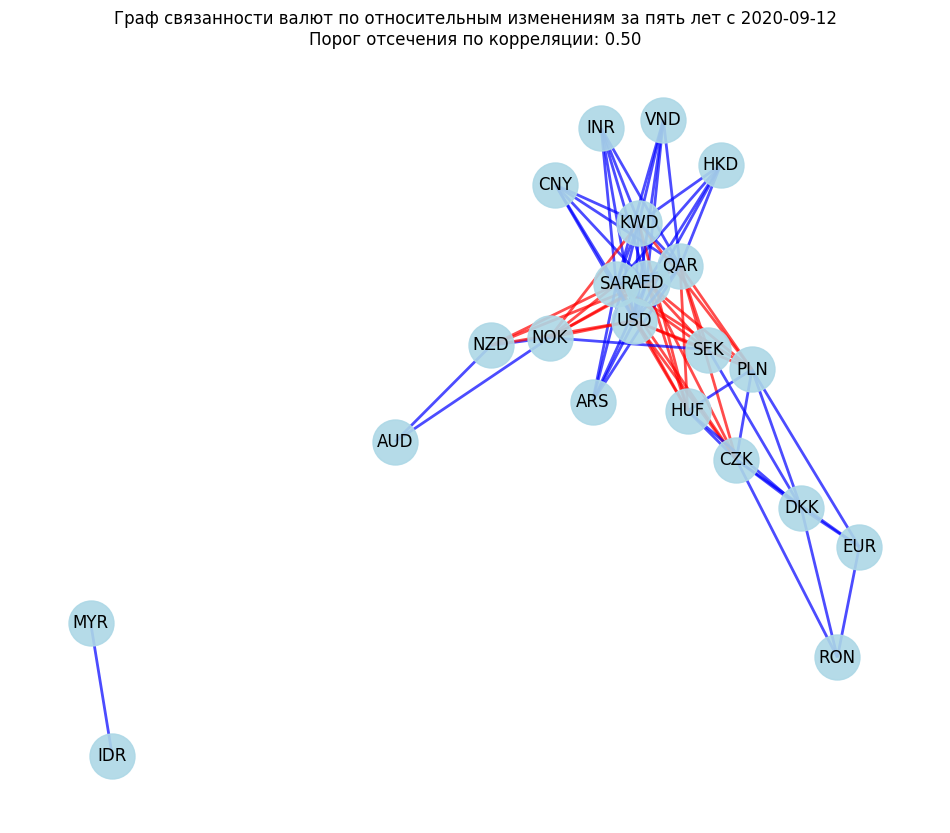 Граф связанности валют по относительным изменениям за пять лет с 2020-09-12
Порог отсечения по корреляции: 0.50
VND
INR
HKD
CNY
KWD
QAR
SAR
AED
USD
NOK
NZD
SEK
PLN
ARS
HUF
AUD
CZK
DKK
EUR
MYR
RON
IDR